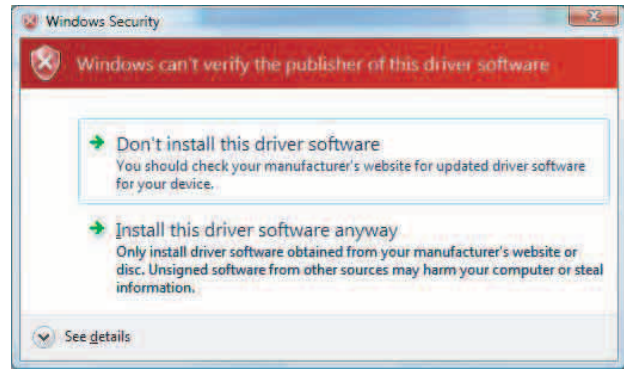 Windows Security
Windows can't verify the publisher of this driver software
Don't install this driver software
You should check your manufacturer's website for updated driver software
for your device.
Install this driver software anyway
Only install driver software obtained from your manufacturer's website or
disc. Unsigned software from other sources may harm your computer or steal
information.
See details